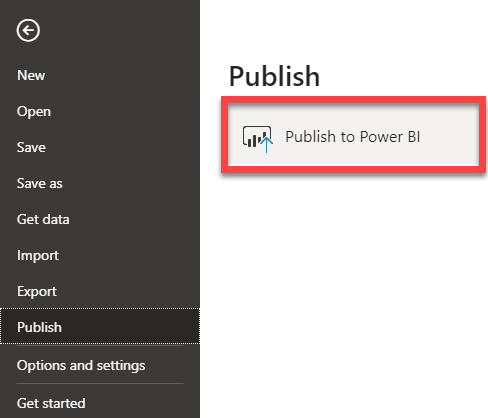 New
Open
Save
Save as
Get data
Import
Export
Publish
Options and settings
Get started
Publish
Publish to Power BI